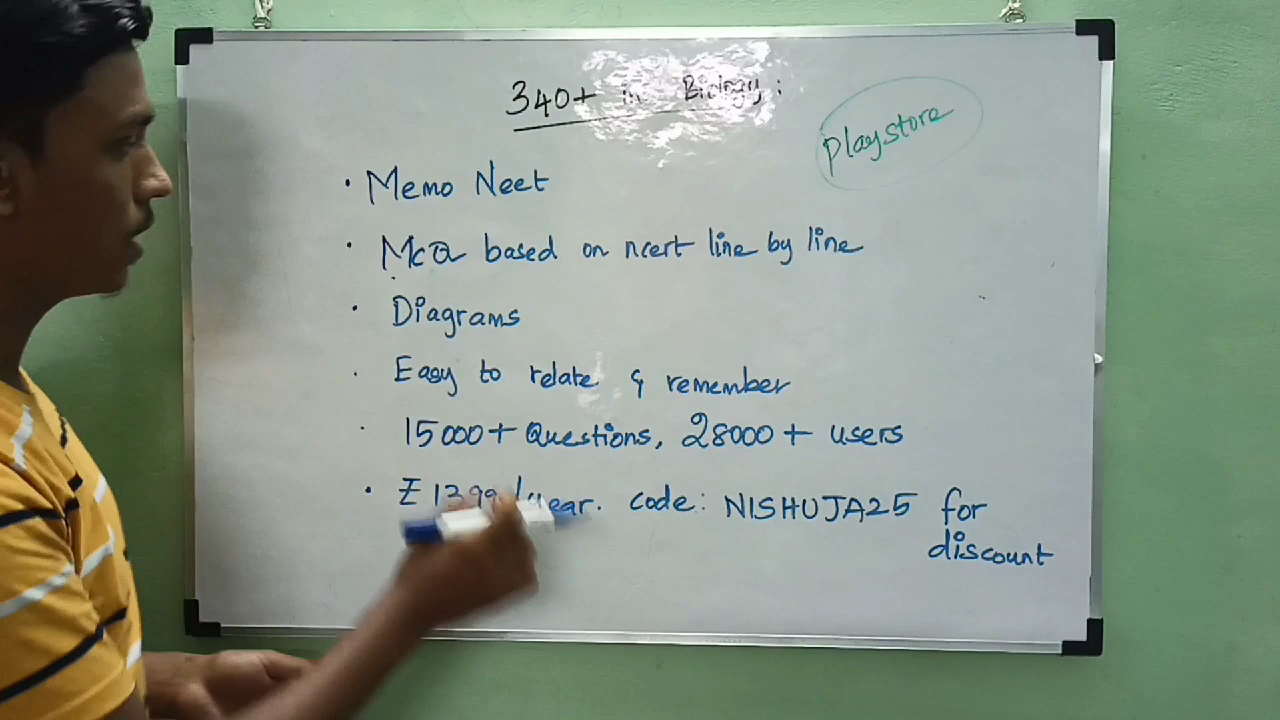 340+ in Biology:
playstore
• Memo Neet
• McQ based on ncert line by line
• Diagrams
• Easy to relate & remember
• 15000+ Questions, 28000+ users
• ₹1399/year. code: NISHUJA25 for
discount